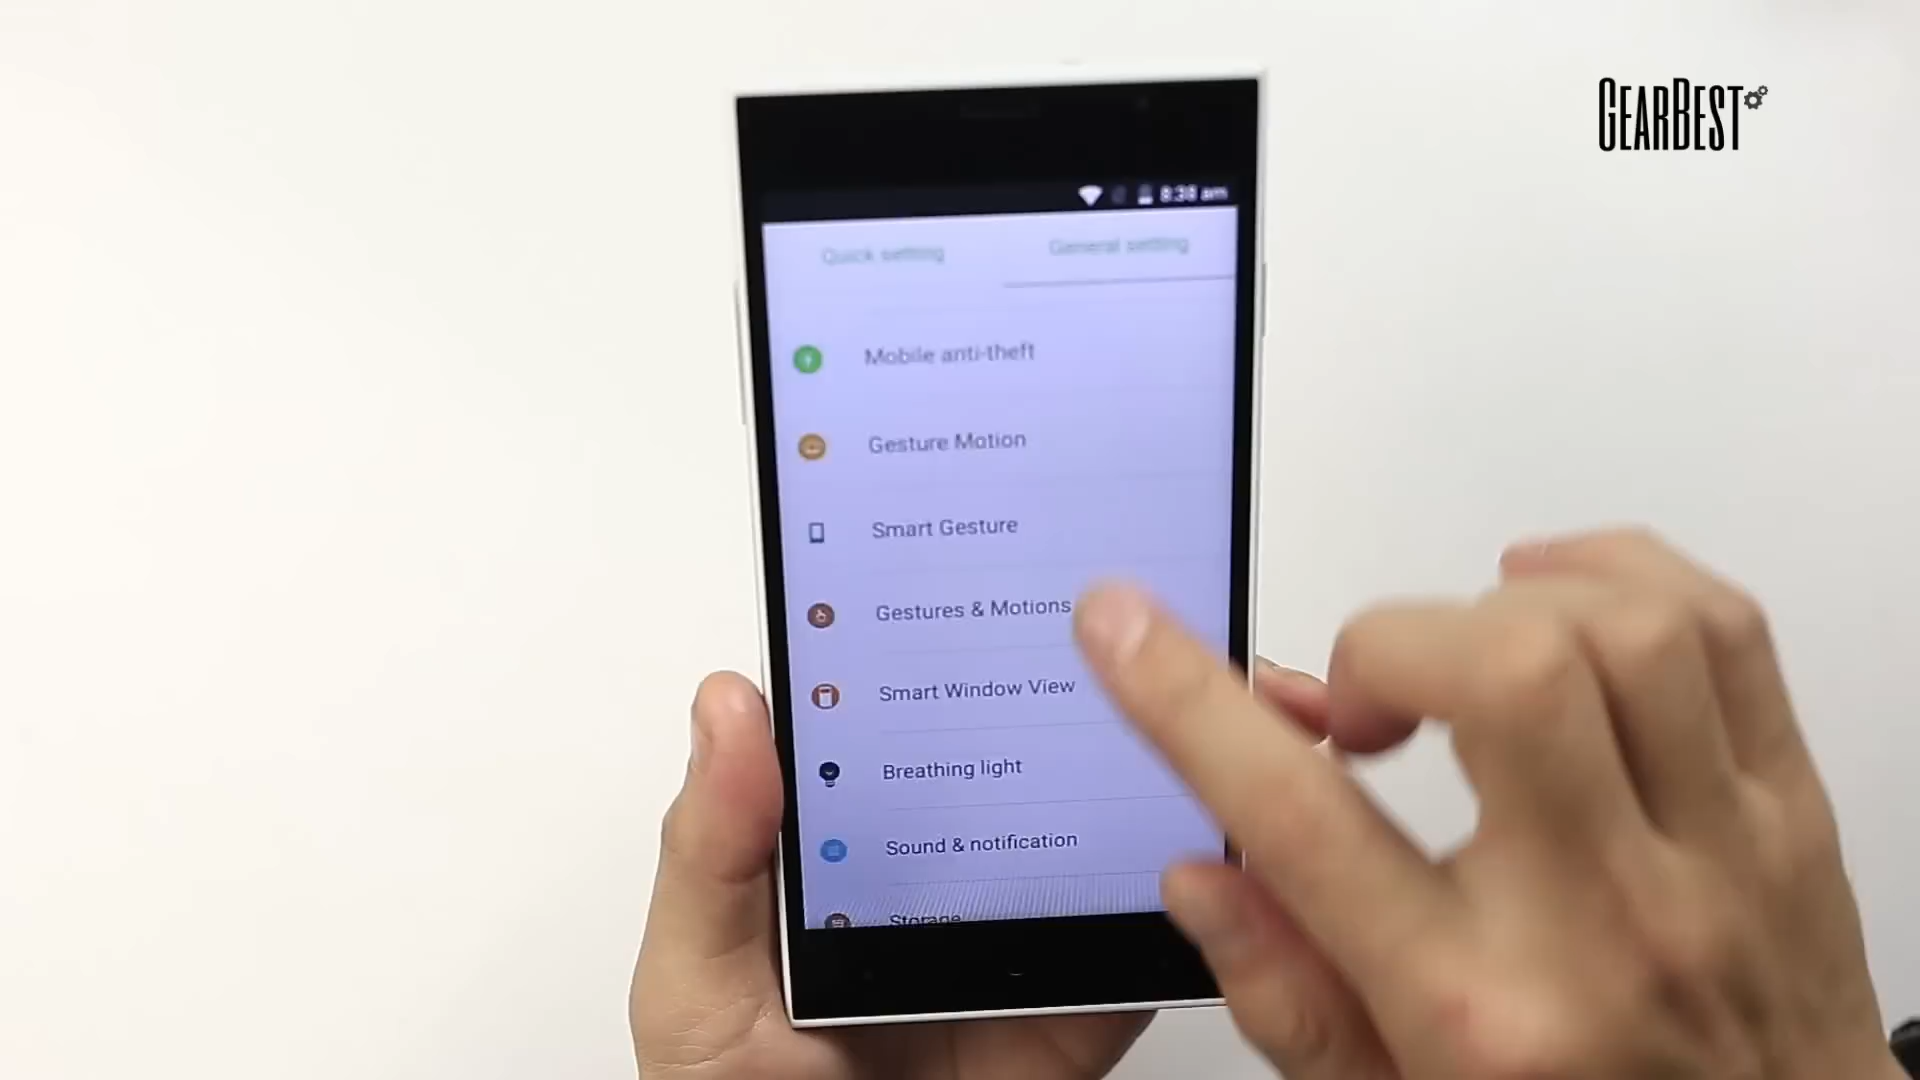 GEARBEST
8:38 am
Quick setting
General setting
Mobile anti-theft
Gesture Motion
Smart Gesture
Gestures & Motions
Smart Window View
Breathing light
Sound & notification
Storage